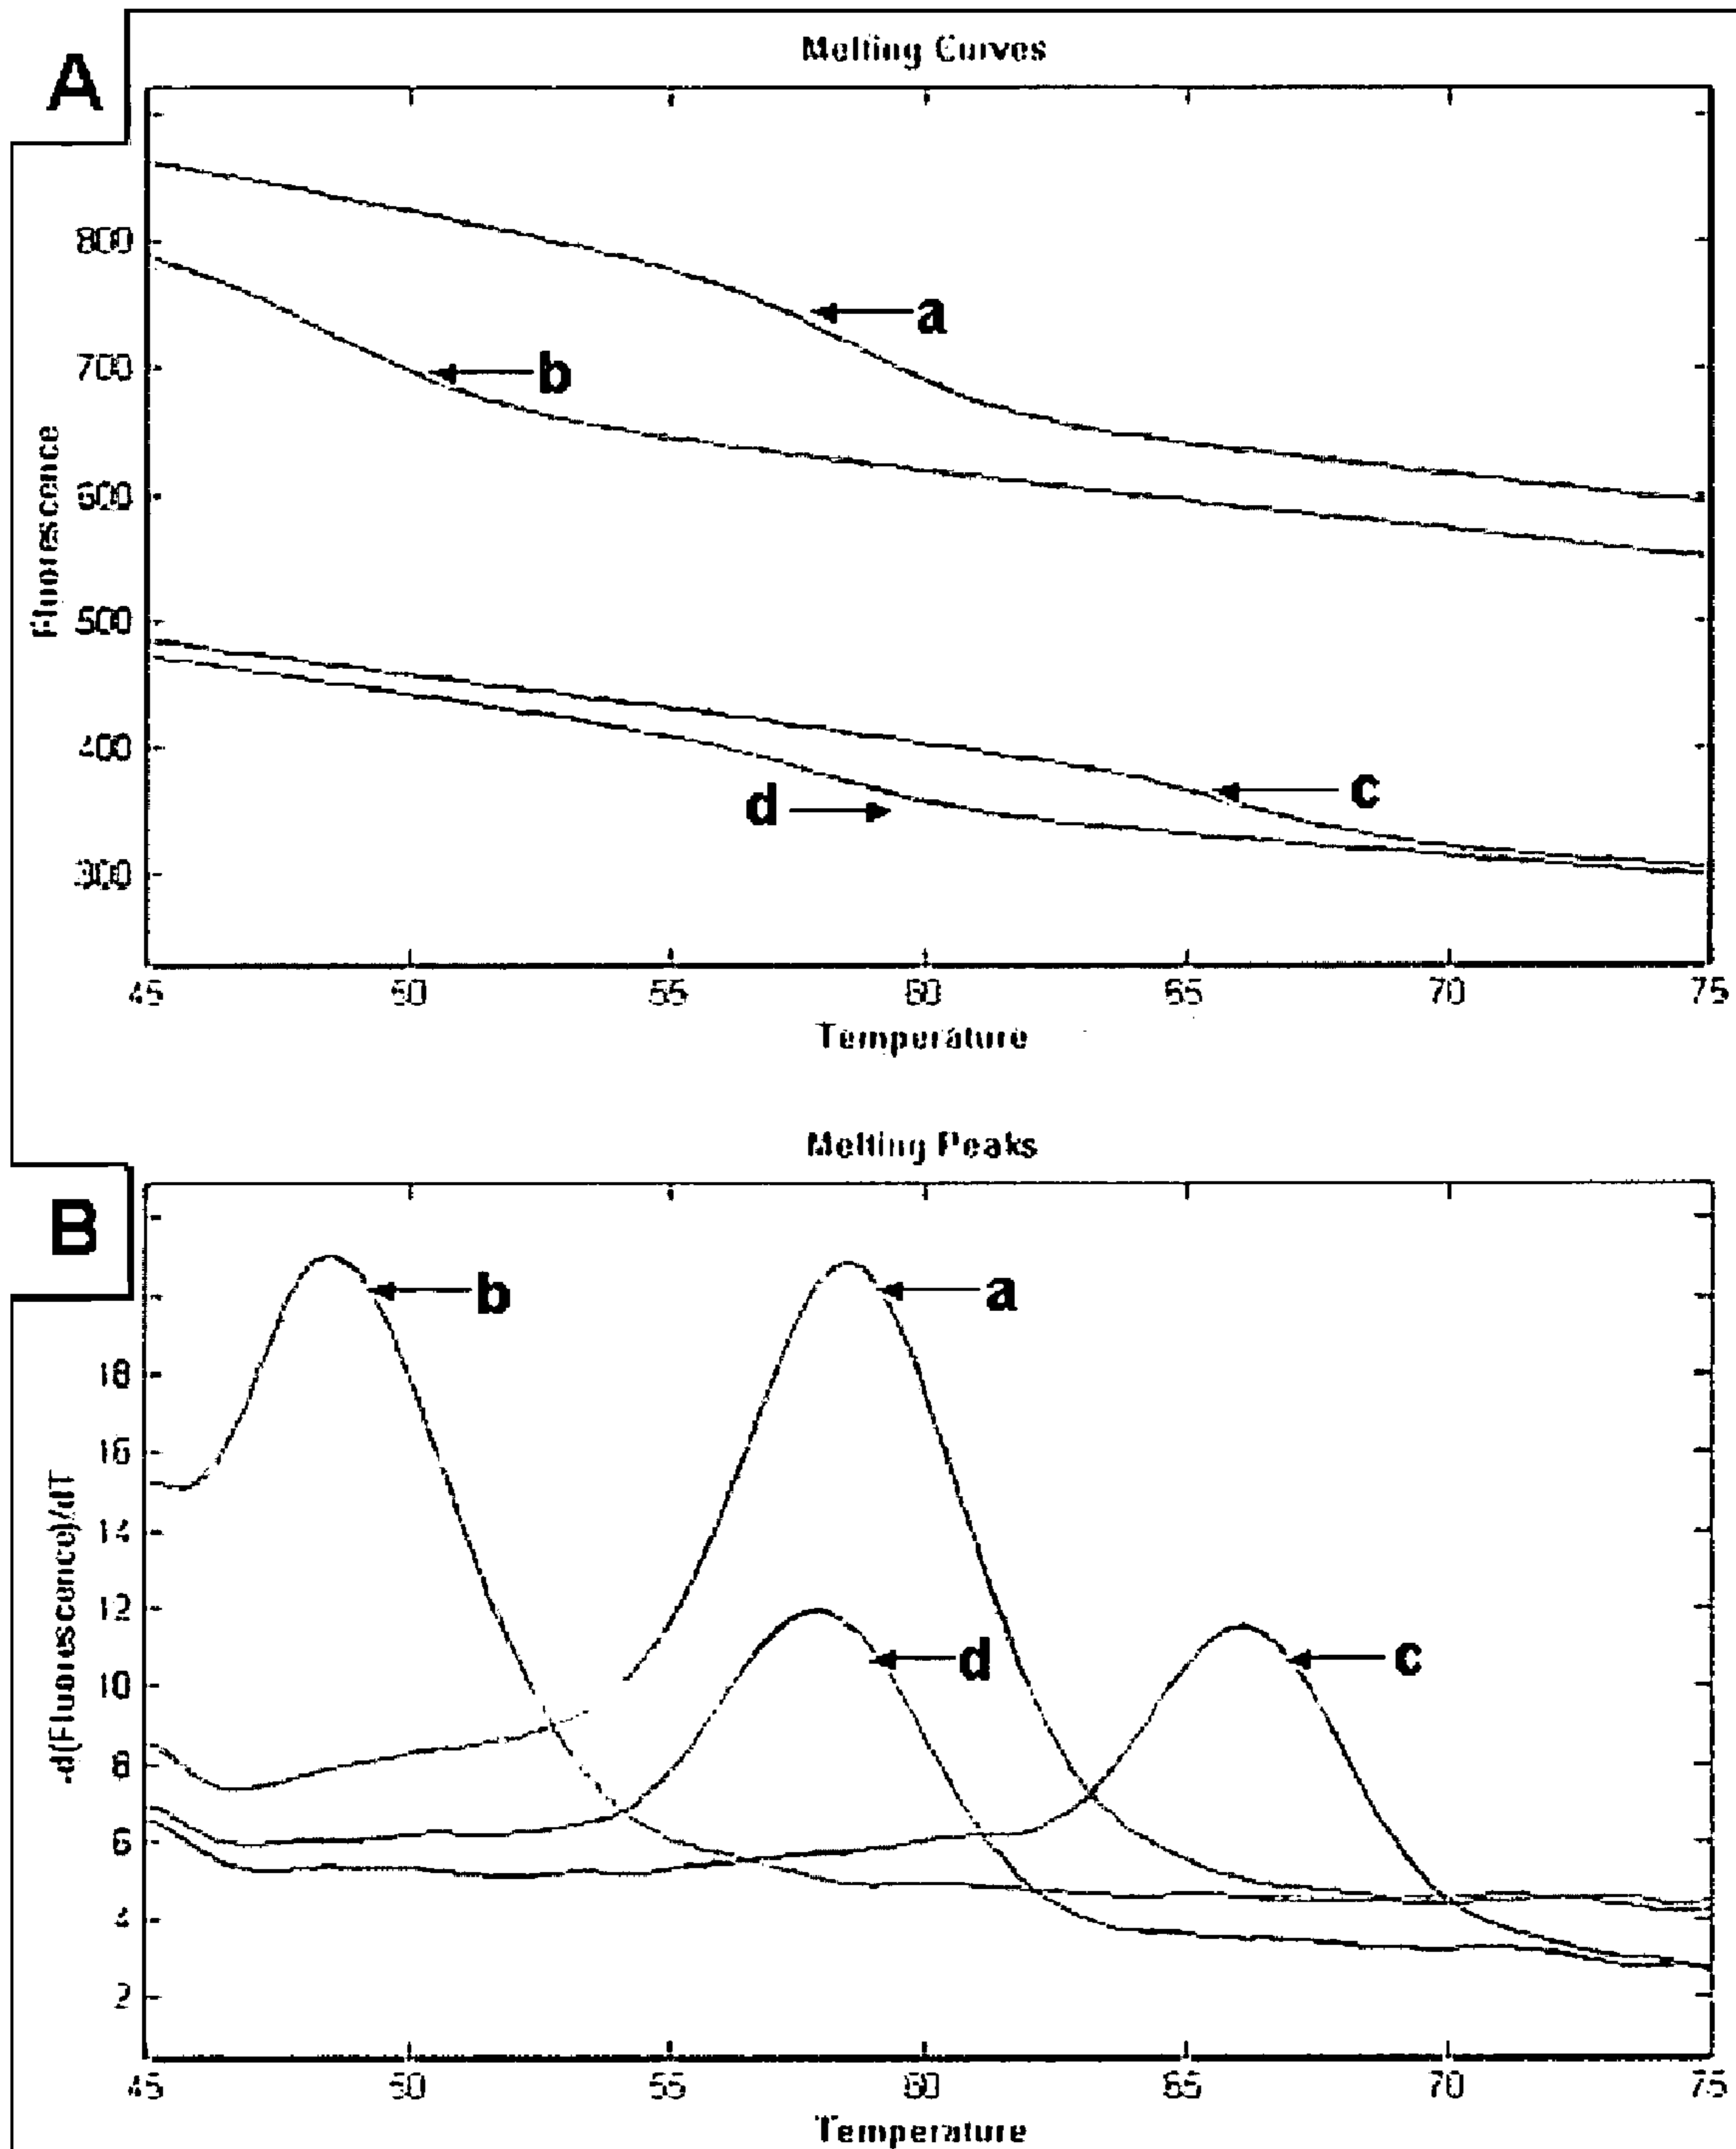 A
Melting Curves
800
700
600
500
400
300
Fluorescence
a
b
c
d
45 50 55 60 65 70 75
Temperature
B
Melting Peaks
18
16
14
12
10
8
6
4
2
-d(Fluorescence)/dT
b
a
d
c
45 50 55 60 65 70 75
Temperature